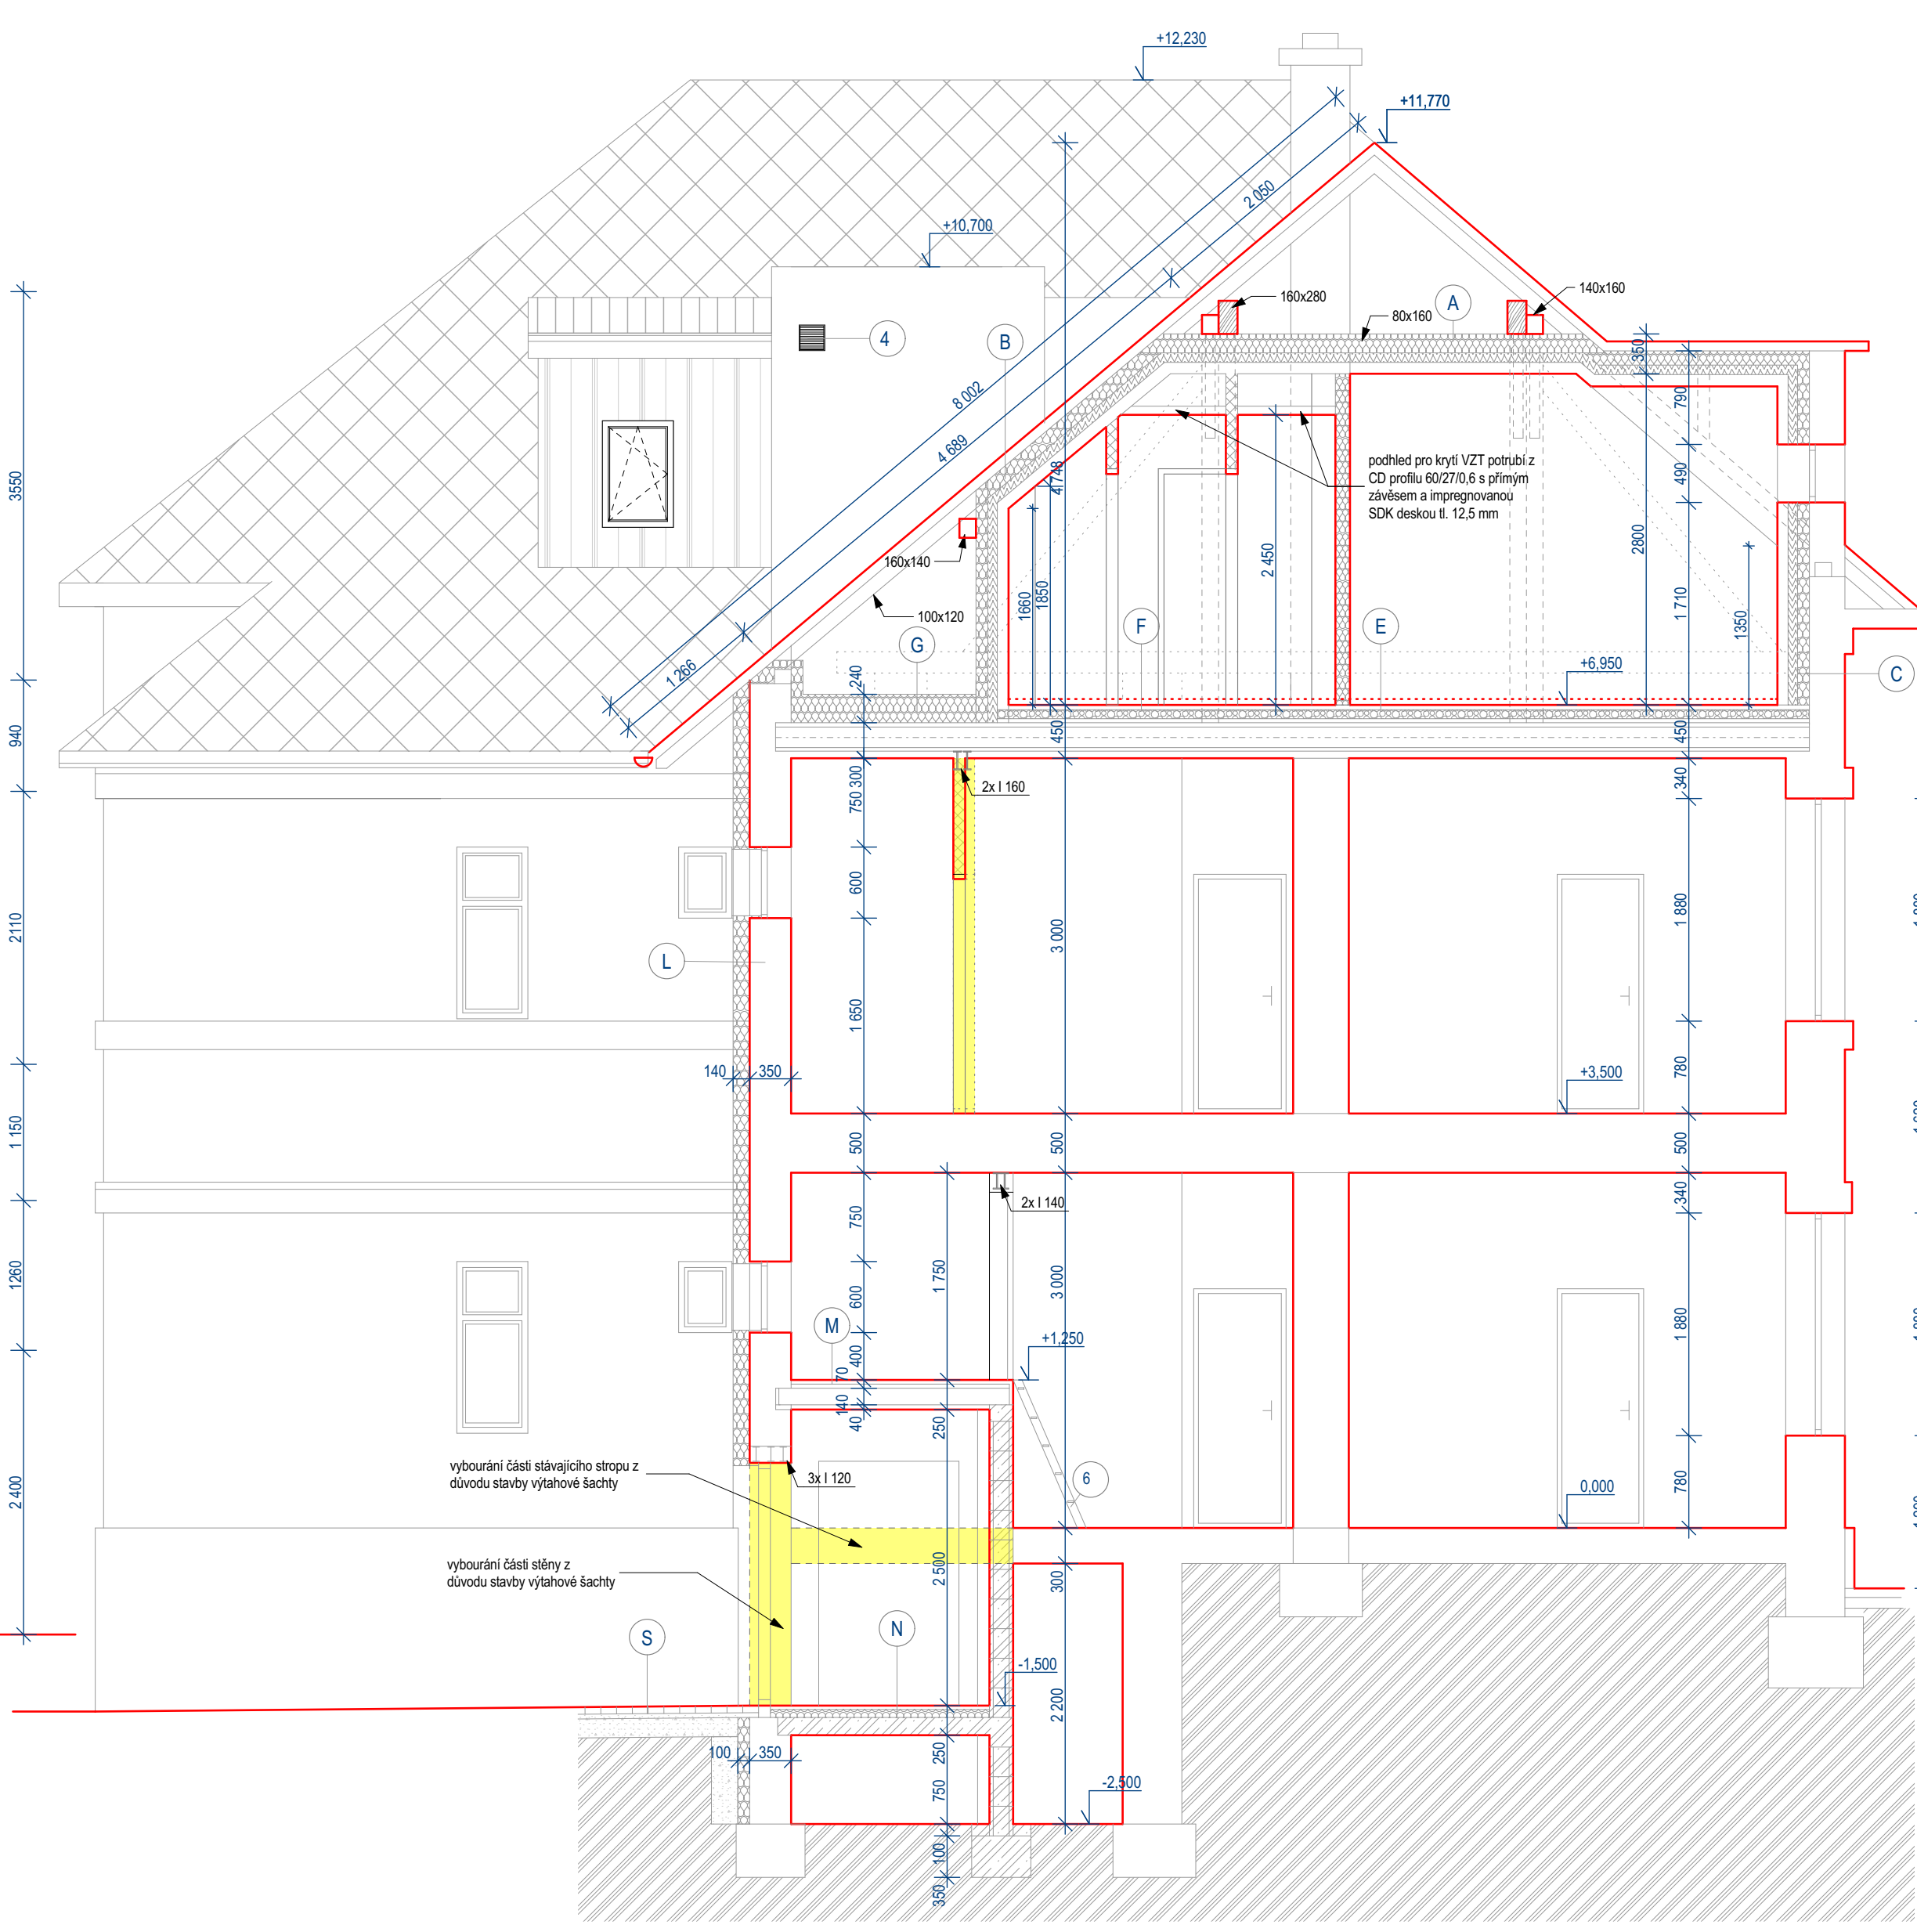 +12,230
+11,770
2 050
+10,700
160x280
140x160
A
80x160
4
B
350
8 002
790
4 689
3550
4 748
podhled pro krytí VZT potrubí z
CD profilu 60/27/0,6 s přímým
závěsem a impregnovanou
SDK deskou tl. 12,5 mm
490
2 450
2800
160x140
1660
1850
1 710
1350
100x120
F
E
G
1 266
240
+6,950
C
940
450
450
750 300
2x I 160
340
600
2110
3 000
1 880
L
1 650
140
350
+3,500
780
1 150
500
500
500
340
2x I 140
750
1 750
3 000
1260
600
M
+1,250
1 880
400
70
140
40
250
2 400
vybourání části stávajícího stropu z
důvodu stavby výtahové šachty
3x I 120
6
0,000
780
vybourání části stěny z
důvodu stavby výtahové šachty
2 500
300
S
N
-1,500
2 200
100
350
250
-2,500
750
100
350